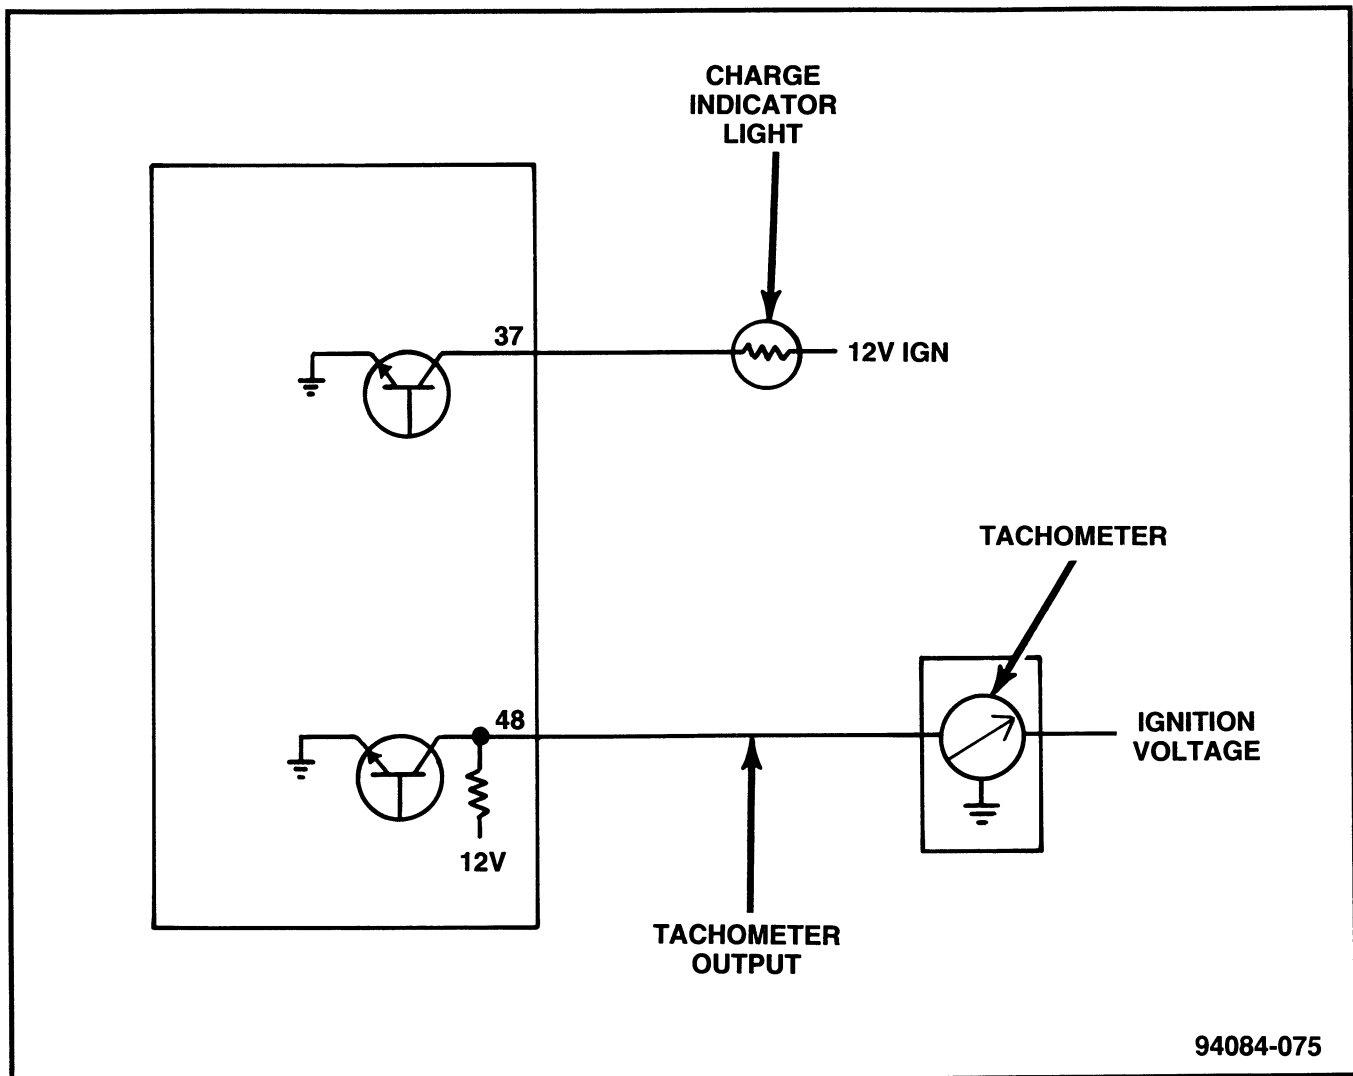 CHARGE
INDICATOR
LIGHT
37
12V IGN
TACHOMETER
48
IGNITION
VOLTAGE
12V
TACHOMETER
OUTPUT
94084-075